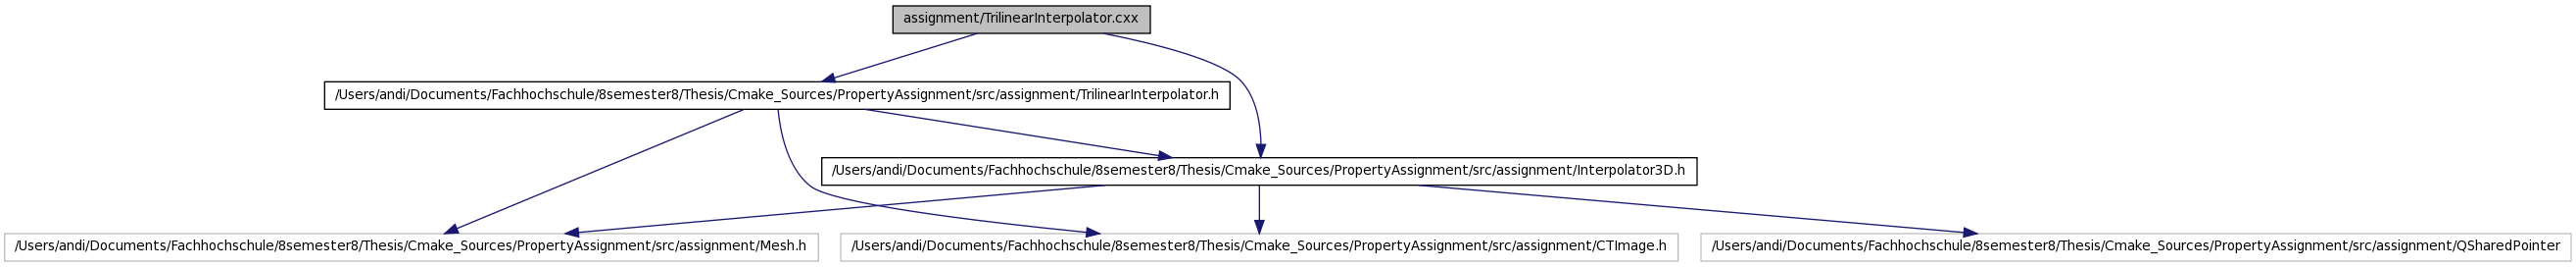 assignment/TrilinearInterpolator.cxx
/Users/andi/Documents/Fachhochschule/8semester8/Thesis/Cmake_Sources/PropertyAssignment/src/assignment/TrilinearInterpolator.h
/Users/andi/Documents/Fachhochschule/8semester8/Thesis/Cmake_Sources/PropertyAssignment/src/assignment/Interpolator3D.h
/Users/andi/Documents/Fachhochschule/8semester8/Thesis/Cmake_Sources/PropertyAssignment/src/assignment/Mesh.h
/Users/andi/Documents/Fachhochschule/8semester8/Thesis/Cmake_Sources/PropertyAssignment/src/assignment/CTImage.h
/Users/andi/Documents/Fachhochschule/8semester8/Thesis/Cmake_Sources/PropertyAssignment/src/assignment/QSharedPointer